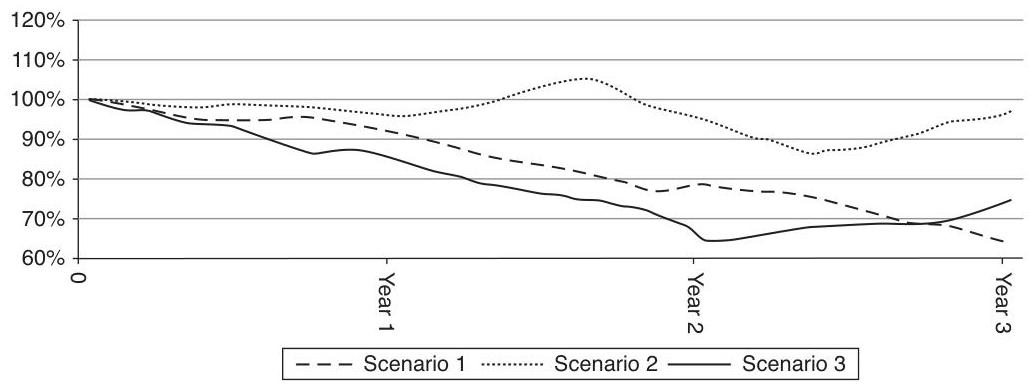 120%
110%
100%
90%
80%
70%
60%
0
Year 1
Year 2
Year 3
Scenario 1
Scenario 2
Scenario 3